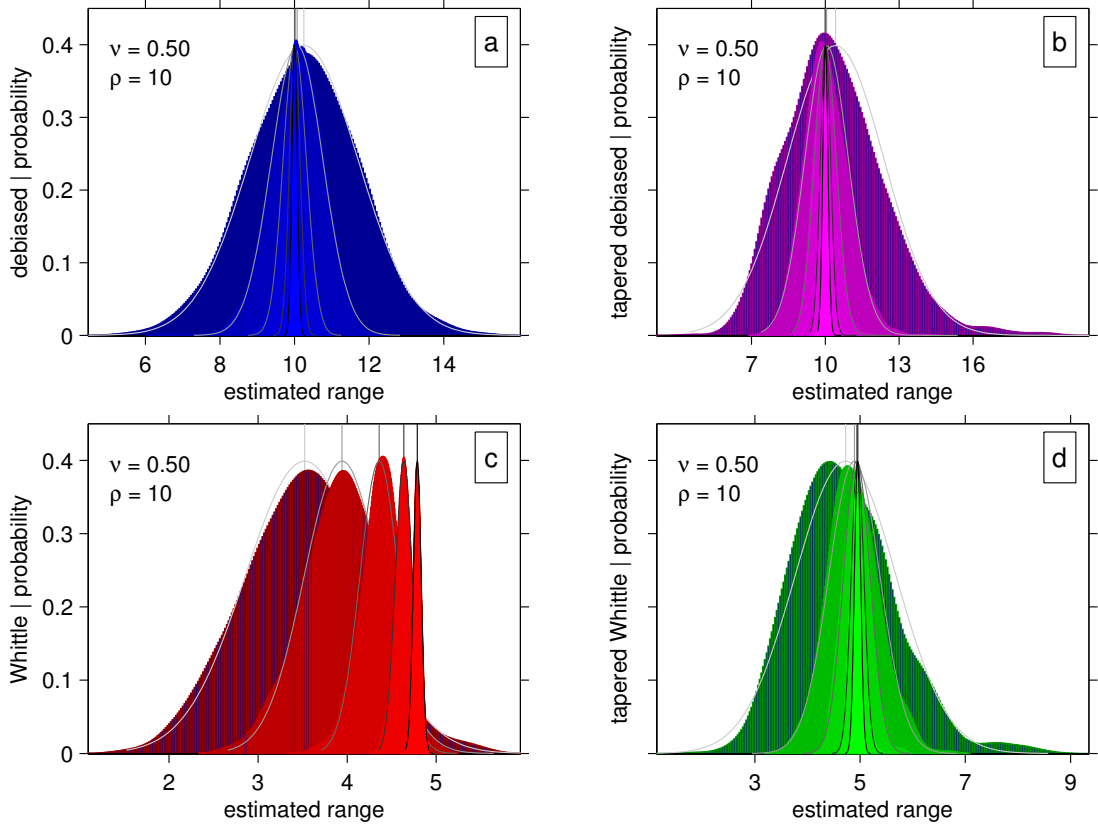 a
ν = 0.50
ρ = 10
debiased | probability
0.4
0.3
0.2
0.1
0
6 8 10 12 14
estimated range
b
ν = 0.50
ρ = 10
tapered debiased | probability
7 10 13 16
estimated range
c
ν = 0.50
ρ = 10
Whittle | probability
0.4
0.3
0.2
0.1
0
2 3 4 5
estimated range
d
ν = 0.50
ρ = 10
tapered Whittle | probability
3 5 7 9
estimated range